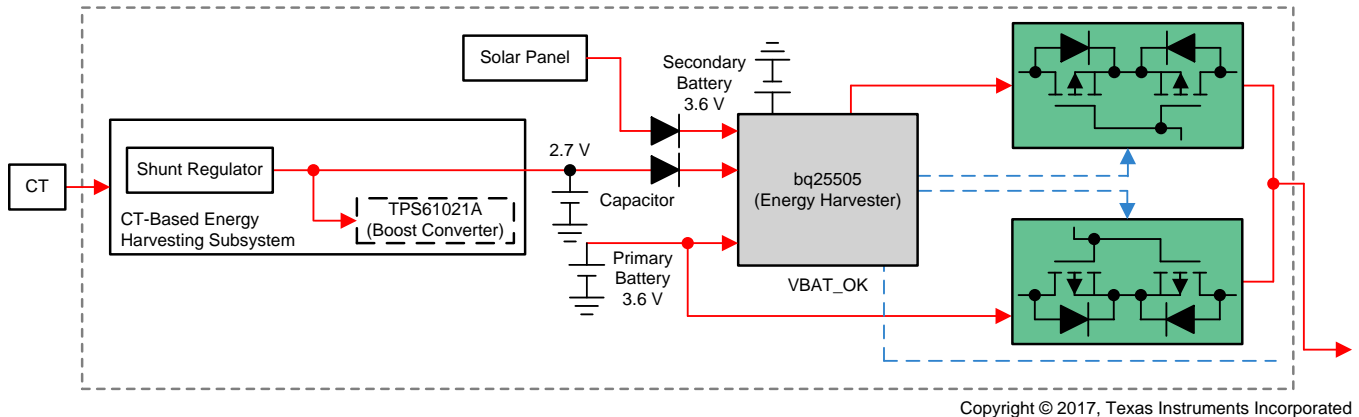 Solar Panel
Secondary
Battery
3.6 V
Shunt Regulator
2.7 V
CT
bq25505
(Energy Harvester)
Capacitor
TPS61021A
(Boost Converter)
CT-Based Energy
Harvesting Subsystem
Primary
Battery
3.6 V
VBAT_OK
Copyright © 2017, Texas Instruments Incorporated